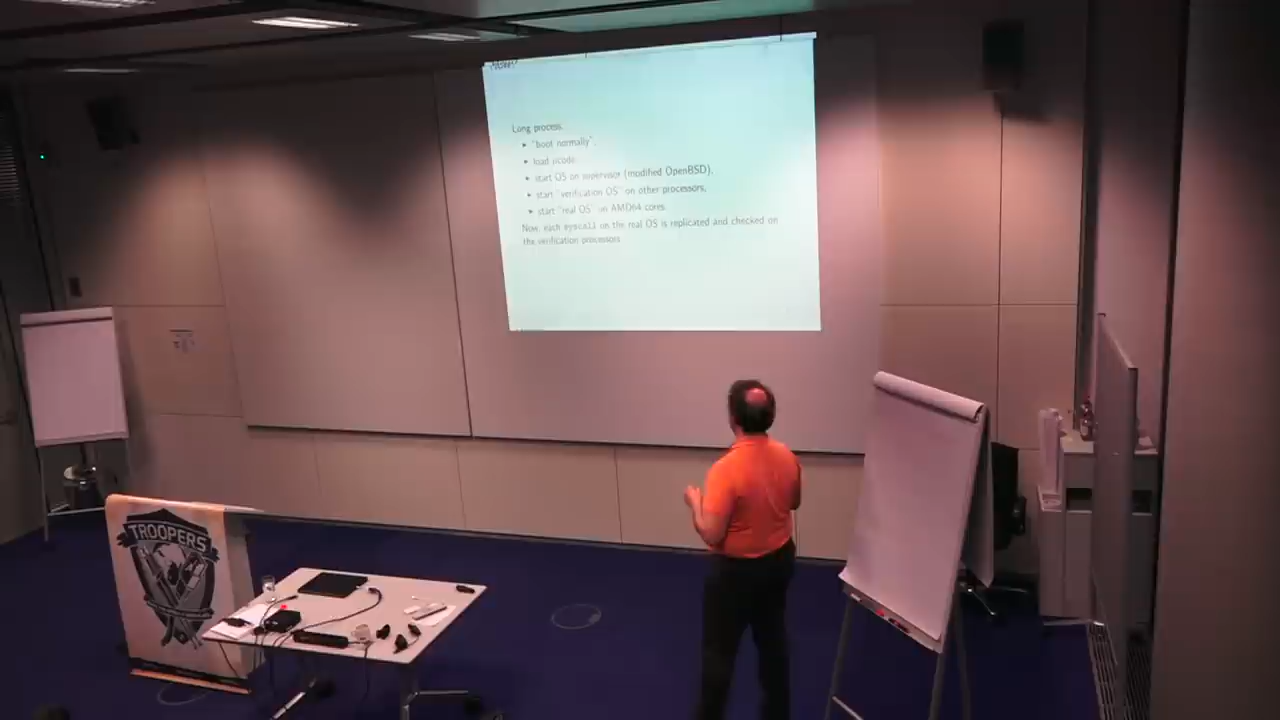 Long process:
"boot normally",
load µcode
start OS on supervisor (modified OpenBSD),
start "verification OS" on other processors,
start "real OS" on AMD64 cores.
Now, each syscall on the real OS is replicated and checked on
the verification processors
TROOPERS